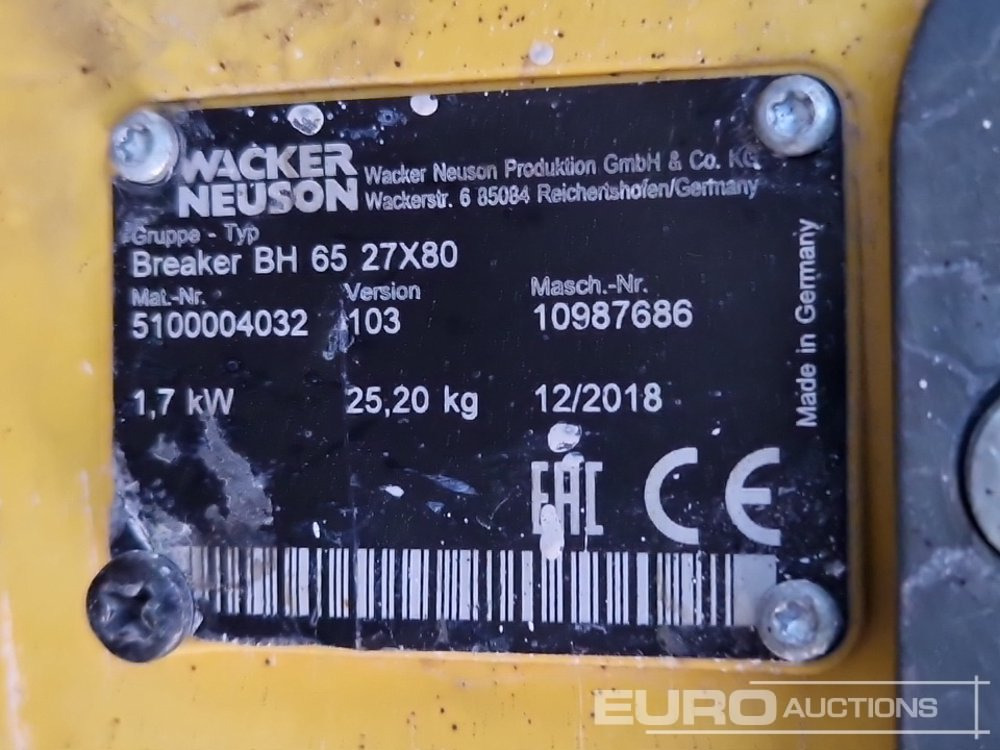 WACKER
NEUSON
Wacker Neuson Produktion GmbH & Co. KG
Wackerstr. 6 85084 Reichertshofen/Germany
Gruppe - Typ
Breaker BH 65 27X80
Mat.-Nr. Version Masch.-Nr.
5100004032 103 10987686
1,7 kW 25,20 kg 12/2018
Made in Germany
EAC CE
EURO AUCTIONS